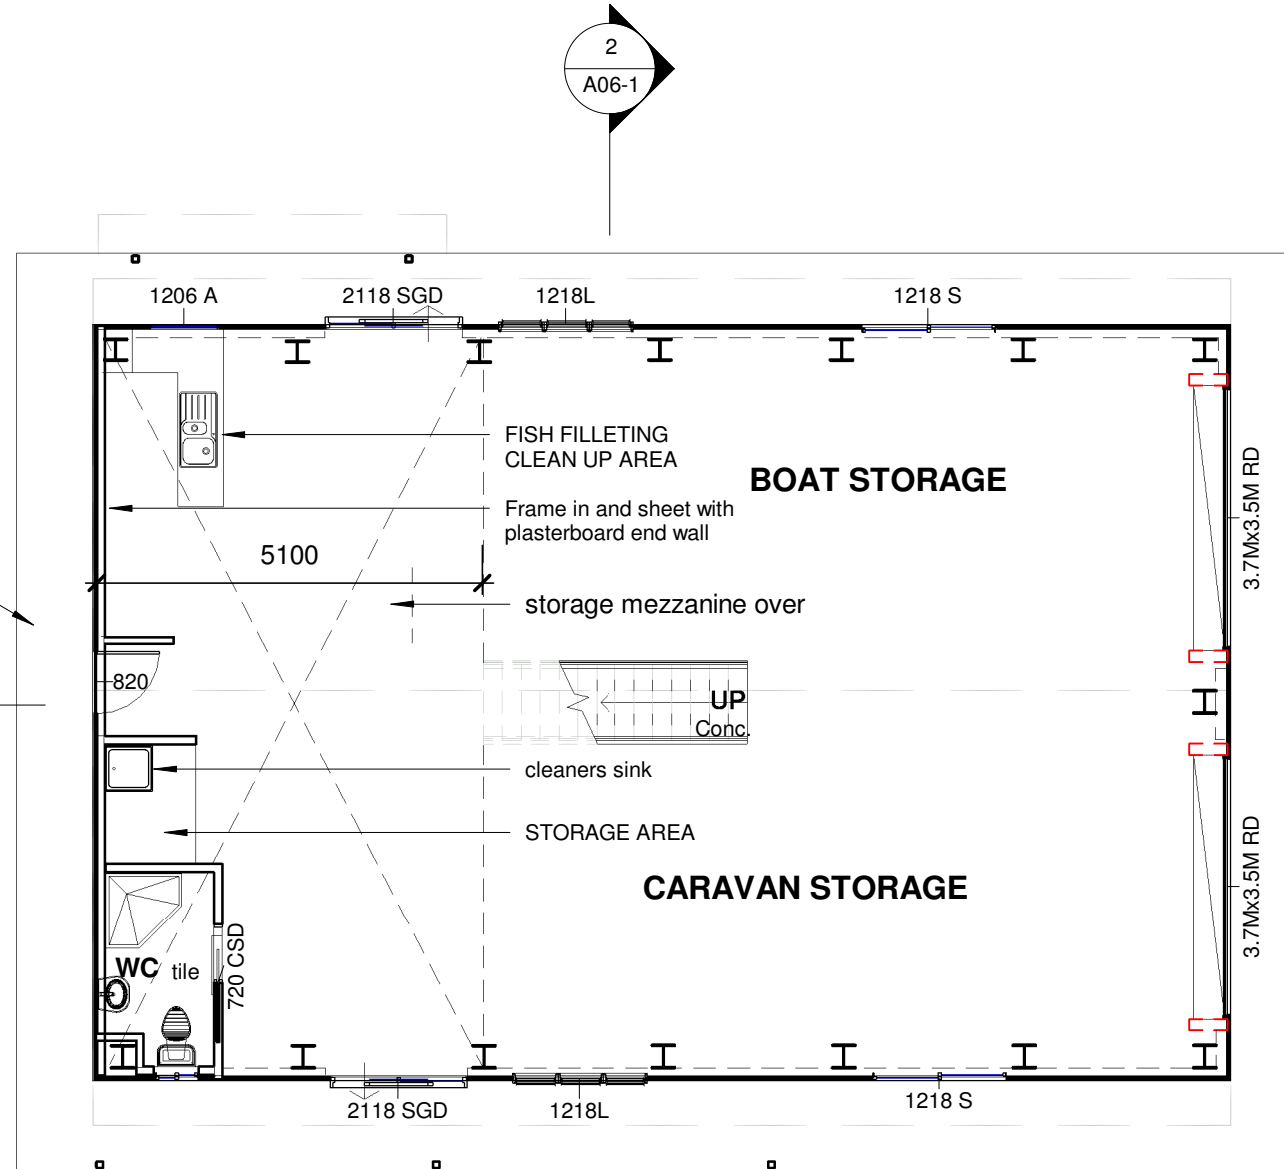 2
A06-1
1206 A
2118 SGD
1218L
1218 S
FISH FILLETING
CLEAN UP AREA
BOAT STORAGE
3.7Mx3.5M RD
Frame in and sheet with
plasterboard end wall
5100
storage mezzanine over
820
UP
Conc.
cleaners sink
STORAGE AREA
CARAVAN STORAGE
3.7Mx3.5M RD
720 CSD
WC tile
2118 SGD
1218L
1218 S